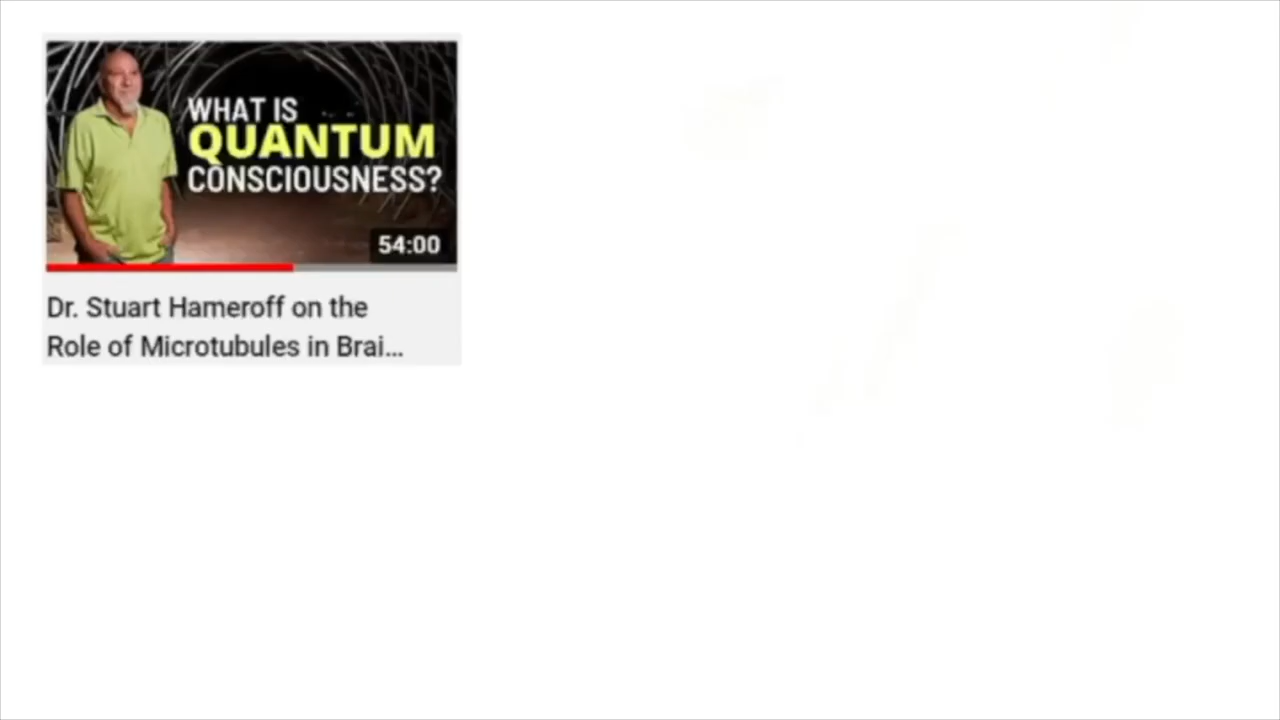 WHAT IS
QUANTUM
CONSCIOUSNESS?
54:00
Dr. Stuart Hameroff on the
Role of Microtubules in Brai...